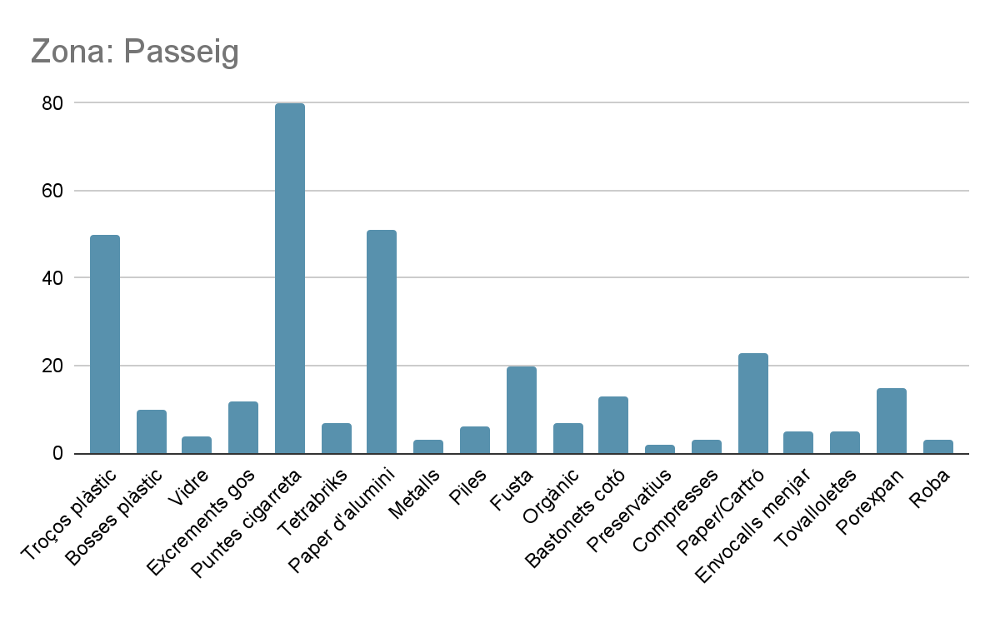 Zona: Passeig
80
60
40
20
0
Troços plàstic
Bosses plàstic
Vidre
Excrements gos
Puntes cigarreta
Tetrabriks
Paper d'alumini
Metalls
Piles
Fusta
Orgànic
Bastonets cotó
Preservatius
Compresses
Paper/Cartró
Envocalls menjar
Tovalloletes
Porexpan
Roba